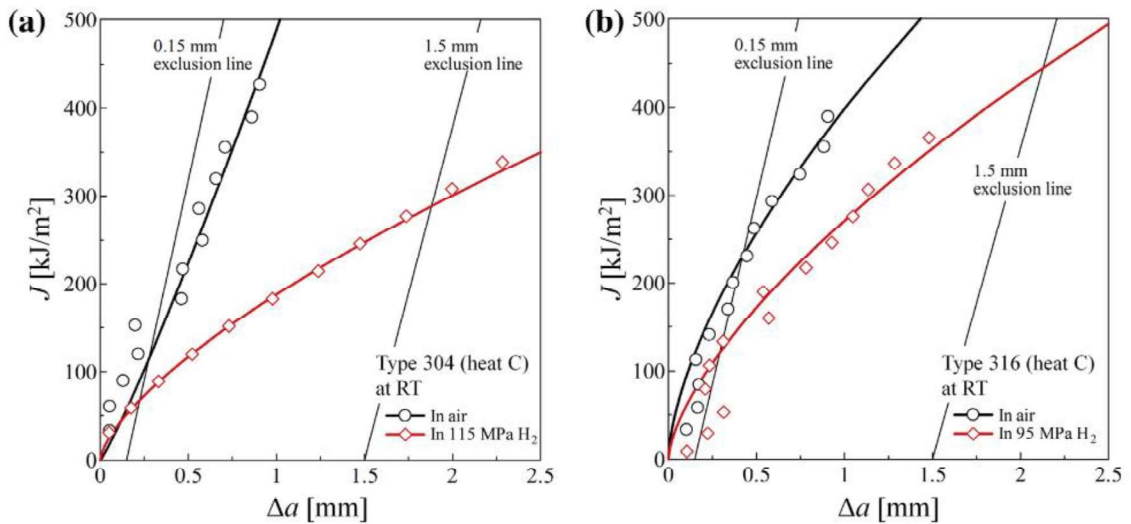 (a)
500
400
300
200
100
0
J [kJ/m²]
0.15 mm
exclusion line
1.5 mm
exclusion line
Type 304 (heat C)
at RT
In air
In 115 MPa H₂
0
0.5
1
1.5
2
2.5
Δa [mm]
(b)
500
400
300
200
100
0
J [kJ/m²]
0.15 mm
exclusion line
1.5 mm
exclusion line
Type 316 (heat C)
at RT
In air
In 95 MPa H₂
0
0.5
1
1.5
2
2.5
Δa [mm]